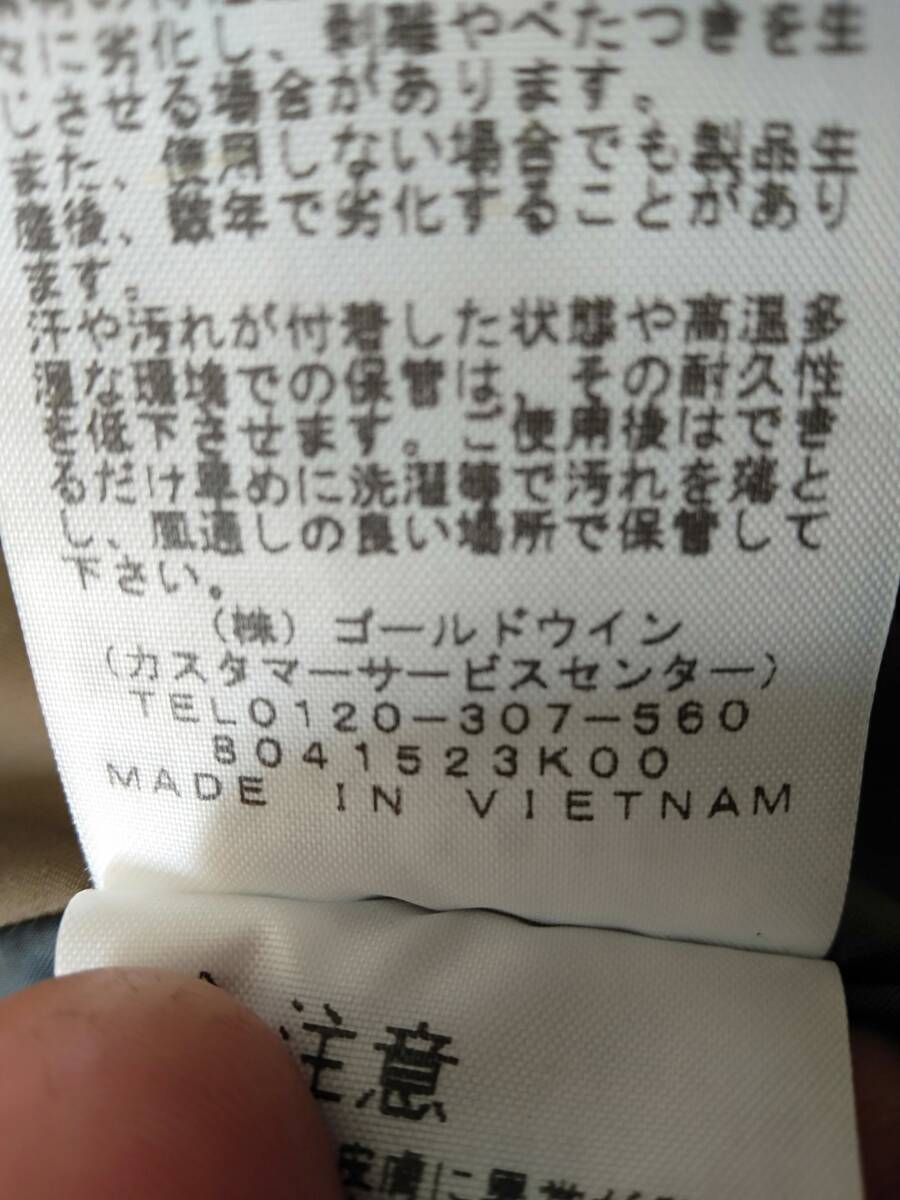 々に劣化し、剥離やべたつきを生
じさせる場合があります。
また、使用しない場合でも製品生
産後、数年で劣化することがあり
ます。
汗や汚れが付着した状態や高温多
湿な環境での保管は、その耐久性
を低下させます。ご使用後はでき
るだけ早めに洗濯等で汚れを落と
し、風通しの良い場所で保管して
下さい。
(株)ゴールドウイン
(カスタマーサービスセンター)
TEL0120-307-560
8041523K00
MADE IN VIETNAM
注意
皮膚に異常が